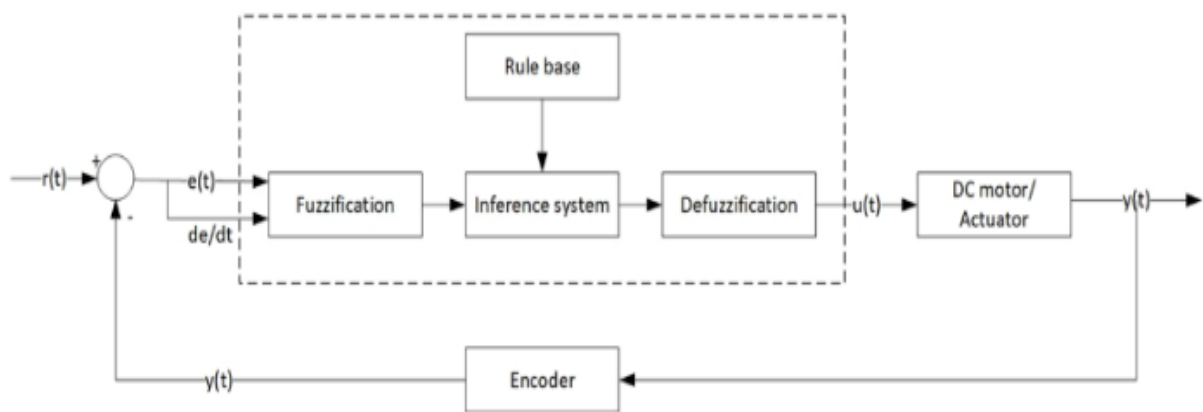 Rule base
+
r(t)
e(t)
Fuzzification
Inference system
Defuzzification
u(t)
DC motor/
Actuator
y(t)
-
de/dt
y(t)
Encoder